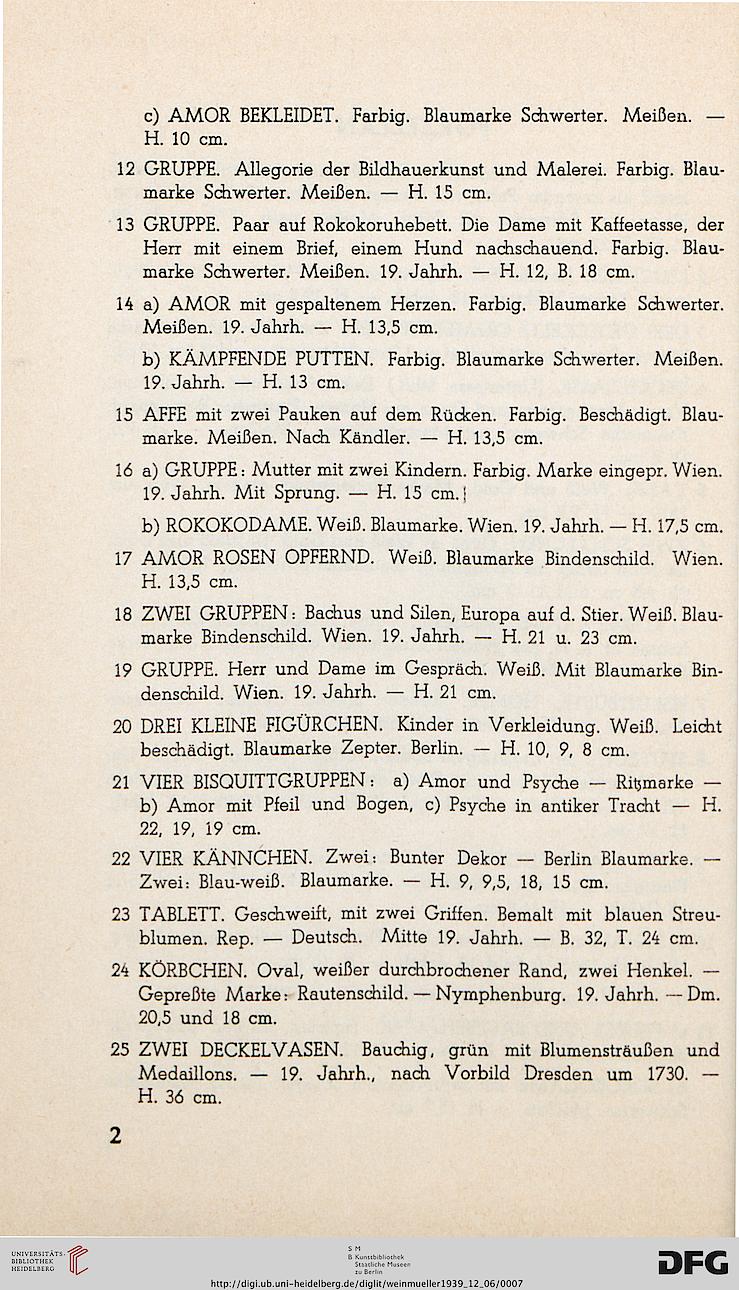 c) AMOR BEKLEIDET. Farbig. Blaumarke Schwerter. Meißen. —
H. 10 cm.
12 GRUPPE. Allegorie der Bildhauerkunst und Malerei. Farbig. Blau-
marke Schwerter. Meißen. — H. 15 cm.
13 GRUPPE. Paar auf Rokokoruhebett. Die Dame mit Kaffeetasse, der
Herr mit einem Brief, einem Hund nachschauend. Farbig. Blau-
marke Schwerter. Meißen. 19. Jahrh. — H. 12, B. 18 cm.
14 a) AMOR mit gespaltenem Herzen. Farbig. Blaumarke Schwerter.
Meißen. 19. Jahrh. — H. 13,5 cm.
b) KÄMPFENDE PUTTEN. Farbig. Blaumarke Schwerter. Meißen.
19. Jahrh. — H. 13 cm.
15 AFFE mit zwei Pauken auf dem Rücken. Farbig. Beschädigt. Blau-
marke. Meißen. Nach Kändler. — H. 13,5 cm.
16 a) GRUPPE: Mutter mit zwei Kindern. Farbig. Marke eingepr. Wien.
19. Jahrh. Mit Sprung. — H. 15 cm.
b) ROKOKODAME. Weiß. Blaumarke. Wien. 19. Jahrh. — H. 17,5 cm.
17 AMOR ROSEN OPFERND. Weiß. Blaumarke Bindenschild. Wien.
H. 13,5 cm.
18 ZWEI GRUPPEN: Bachus und Silen, Europa auf d. Stier. Weiß. Blau-
marke Bindenschild. Wien. 19. Jahrh. — H. 21 u. 23 cm.
19 GRUPPE. Herr und Dame im Gespräch. Weiß. Mit Blaumarke Bin-
denschild. Wien. 19. Jahrh. — H. 21 cm.
20 DREI KLEINE FIGÜRCHEN. Kinder in Verkleidung. Weiß. Leicht
beschädigt. Blaumarke Zepter. Berlin. — H. 10, 9, 8 cm.
21 VIER BISQUITTGRUPPEN: a) Amor und Psyche — Ritzmarke —
b) Amor mit Pfeil und Bogen, c) Psyche in antiker Tracht — H.
22, 19, 19 cm.
22 VIER KÄNNCHEN. Zwei: Bunter Dekor — Berlin Blaumarke. —
Zwei: Blau-weiß. Blaumarke. — H. 9, 9,5, 18, 15 cm.
23 TABLETT. Geschweift, mit zwei Griffen. Bemalt mit blauen Streu-
blumen. Rep. — Deutsch. Mitte 19. Jahrh. — B. 32, T. 24 cm.
24 KÖRBCHEN. Oval, weißer durchbrochener Rand, zwei Henkel. —
Gepreßte Marke: Rautenschild. — Nymphenburg. 19. Jahrh. — Dm.
20,5 und 18 cm.
25 ZWEI DECKELVASEN. Bauchig, grün mit Blumensträußen und
Medaillons. — 19. Jahrh., nach Vorbild Dresden um 1730. —
H. 36 cm.
2
UNIVERSITÄTS-
BIBLIOTHEK
HEIDELBERG
S M
B Kunstbibliothek
Staatliche Museen
zu Berlin
DFG
http://digi.ub.uni-heidelberg.de/diglit/weinmueller1939_12_06/0007